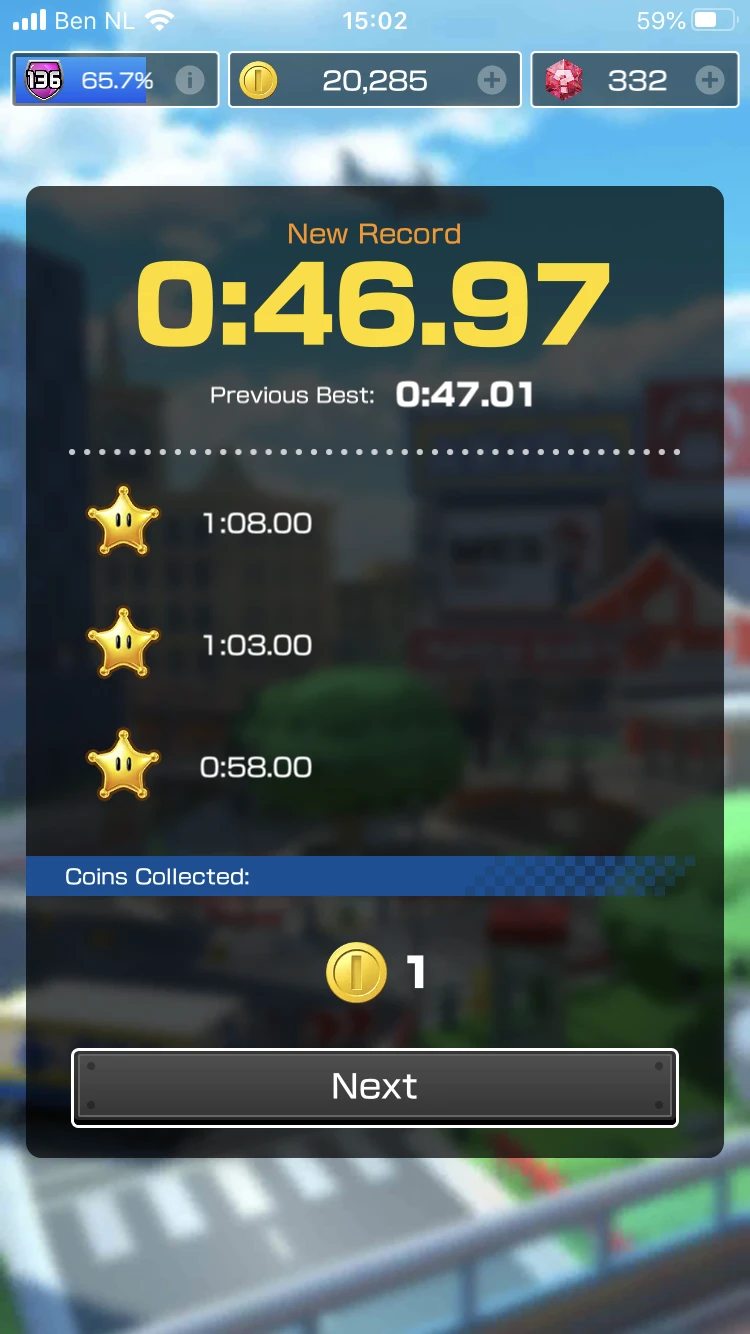 Ben NL 15:02 59%
136 65.7% i 20,285 + 332 +
New Record
0:46.97
Previous Best: 0:47.01
1:08.00
1:03.00
0:58.00
Coins Collected:
1
Next